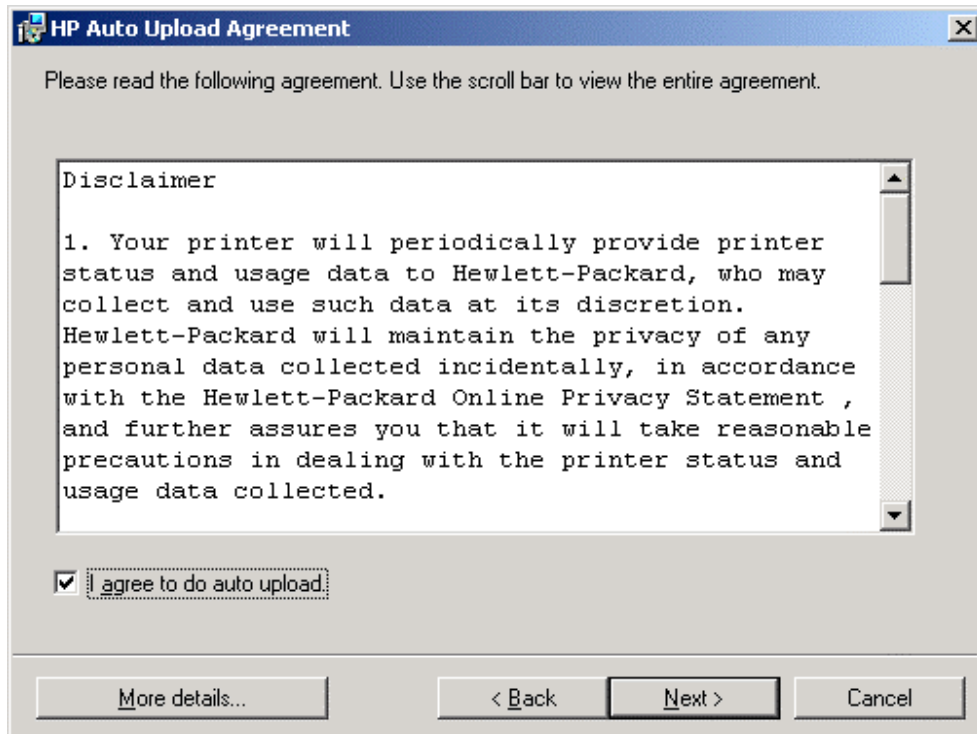 HP Auto Upload Agreement
Please read the following agreement. Use the scroll bar to view the entire agreement.
Disclaimer
1. Your printer will periodically provide printer
status and usage data to Hewlett-Packard, who may
collect and use such data at its discretion.
Hewlett-Packard will maintain the privacy of any
personal data collected incidentally, in accordance
with the Hewlett-Packard Online Privacy Statement ,
and further assures you that it will take reasonable
precautions in dealing with the printer status and
usage data collected.
I agree to do auto upload.
More details... < Back Next > Cancel